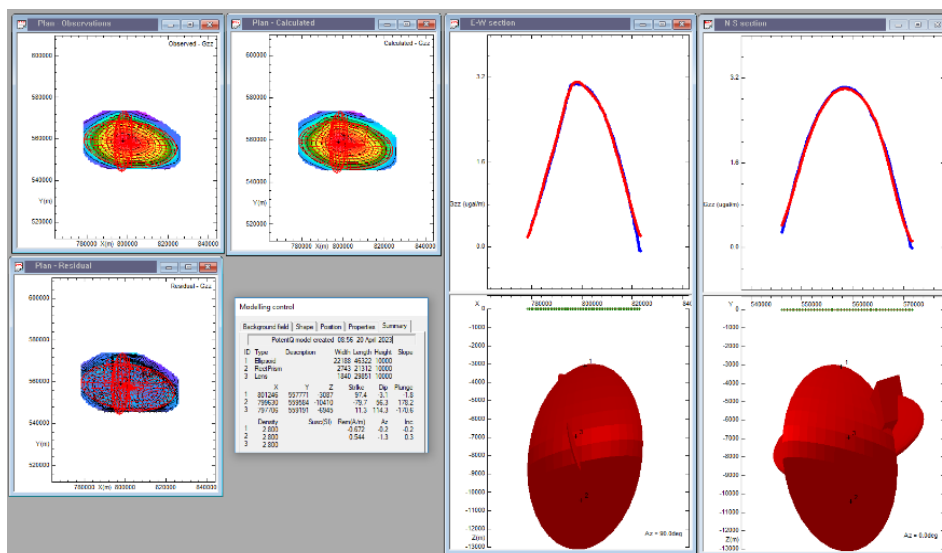 Plan - Observations
Observed - Gzz
600000
580000
560000
540000
520000
Y(m)
780000 X(m) 800000 820000 840000
Plan - Calculated
Calculated - Gzz
600000
580000
560000
540000
520000
Y(m)
780000 X(m) 800000 820000 840000
Plan - Residual
Residual - Gzz
600000
580000
560000
540000
520000
Y(m)
780000 X(m) 800000 820000 840000
Modelling control
Background field Shape Position Properties Summary
PotentQ model created 08:56 20 April 2023
ID Type Description Width Length Height Slope
1 Ellipsoid 22188 46322 10000
2 RectPrism 2743 21312 10000
3 Lens 1840 29051 10000
X Y Z Strike Dip Plunge
1 801246 557771 -3087 97.4 -3.1 -1.8
2 799630 559584 -10410 -79.7 56.3 178.2
3 797706 559191 -6945 11.3 114.3 -170.6
Density Susc(SI) Rem(A/m) Az Inc
1 2.800 -0.672 -0.2 -0.2
2 2.800 0.544 -1.3 0.3
3 2.800
E-W section
3.2
1.6
Gzz (ugal/m)
0.0
X 780000 800000 820000
0
-1000
-2000
-3000
-4000
-5000
-6000
-7000
-8000
-9000
-10000
-11000
-12000
Z(m)
-13000
Az = 90.0deg
N-S section
1.6
Gzz (ugal/m)
0.0
Y 540000 560000 570000
0
-1000
-2000
-3000
-4000
-5000
-6000
-7000
-8000
-9000
-10000
-11000
-12000
Z(m)
-13000
Az = 0.0deg